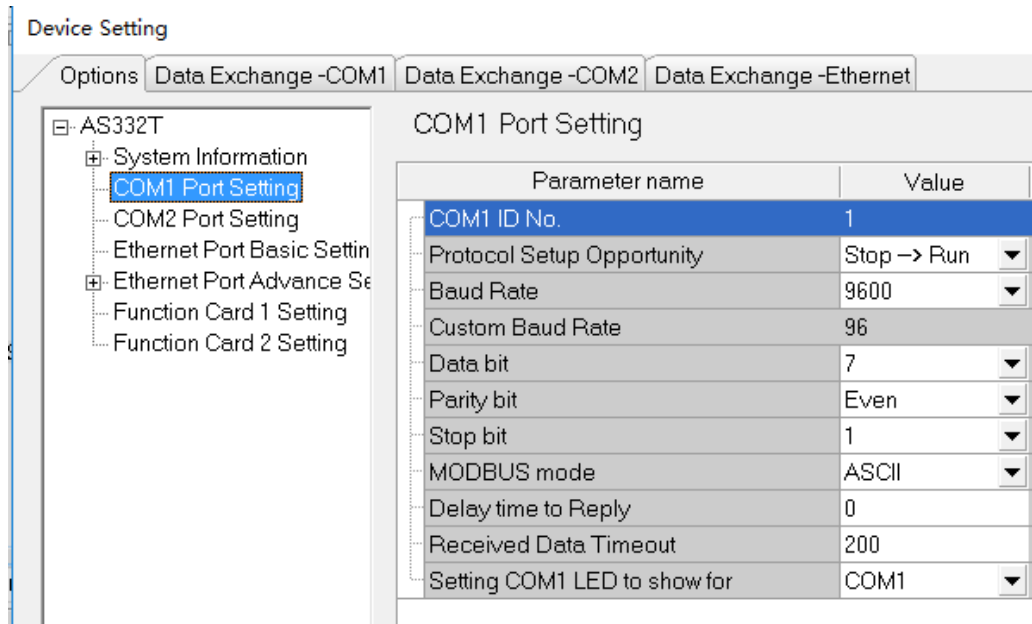 Device Setting
Options Data Exchange -COM1 Data Exchange -COM2 Data Exchange -Ethernet
AS332T
System Information
COM1 Port Setting
COM2 Port Setting
Ethernet Port Basic Settin
Ethernet Port Advance Se
Function Card 1 Setting
Function Card 2 Setting
COM1 Port Setting
Parameter name Value
COM1 ID No. 1
Protocol Setup Opportunity Stop —> Run
Baud Rate 9600
Custom Baud Rate 96
Data bit 7
Parity bit Even
Stop bit 1
MODBUS mode ASCII
Delay time to Reply 0
Received Data Timeout 200
Setting COM1 LED to show for COM1